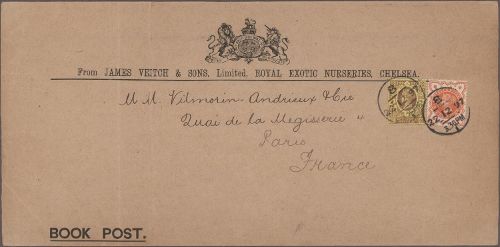 From JAMES VEITCH & SONS, Limited, ROYAL EXOTIC NURSERIES, CHELSEA.
M. M. Vilmorin-Andrieux & Cie
Quai de la Megisserie 4
Paris
France
BOOK POST.